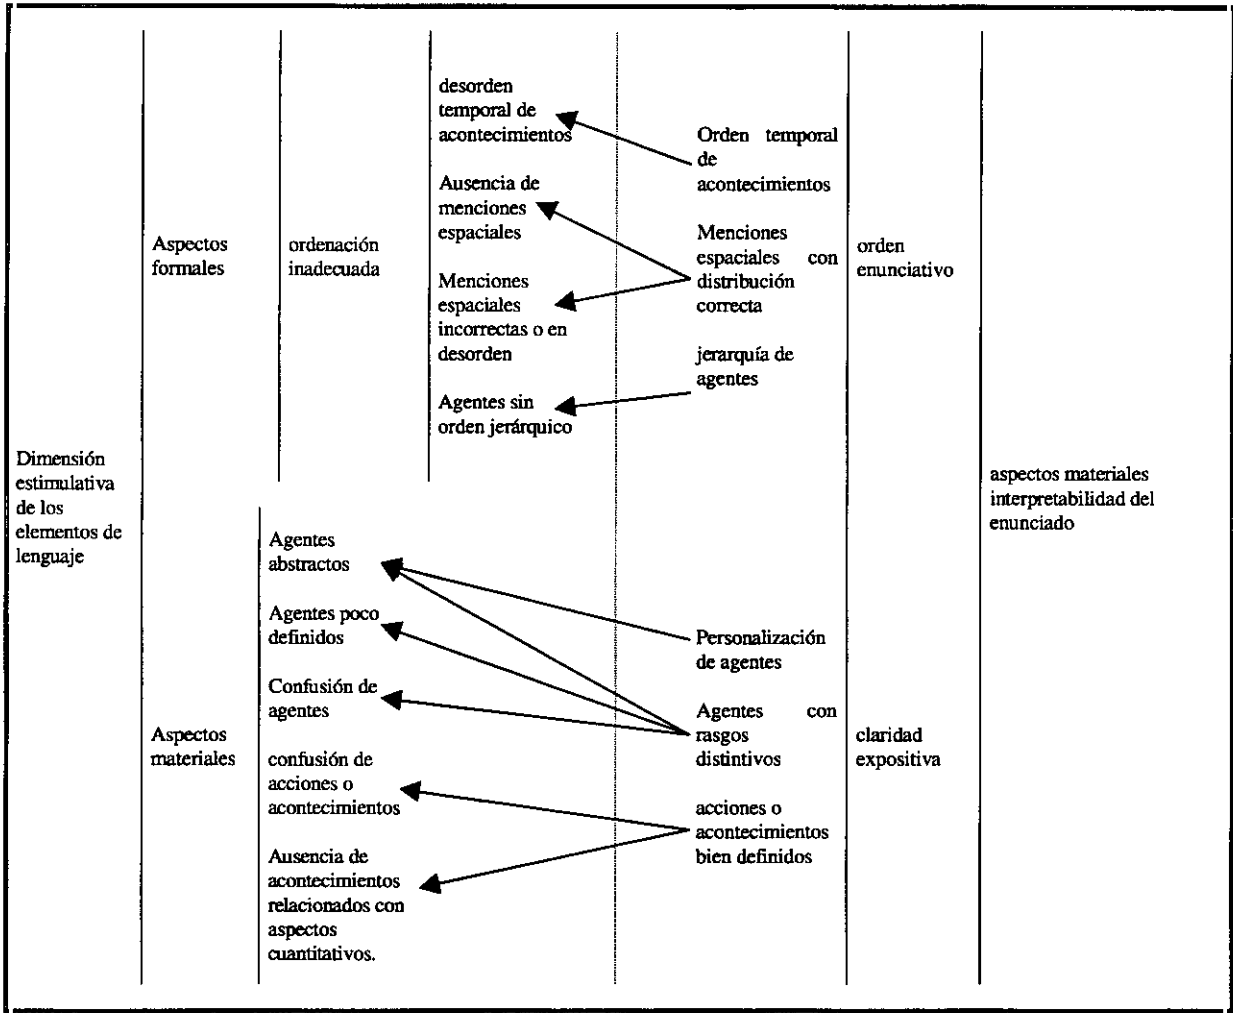 Dimensión
estimulativa
de los
elementos de
lenguaje
Aspectos
formales
ordenación
inadecuada
desorden
temporal de
acontecimientos
Ausencia de
menciones
espaciales
Menciones
espaciales
incorrectas o en
desorden
Agentes sin
orden jerárquico
Orden temporal
de
acontecimientos
Menciones
espaciales con
distribución
correcta
jerarquía de
agentes
orden
enunciativo
Aspectos
materiales
Agentes
abstractos
Agentes poco
definidos
Confusión de
agentes
confusión de
acciones o
acontecimientos
Ausencia de
acontecimientos
relacionados con
aspectos
cuantitativos.
Personalización
de agentes
Agentes con
rasgos
distintivos
acciones o
acontecimientos
bien definidos
claridad
expositiva
aspectos materiales
interpretabilidad del
enunciado